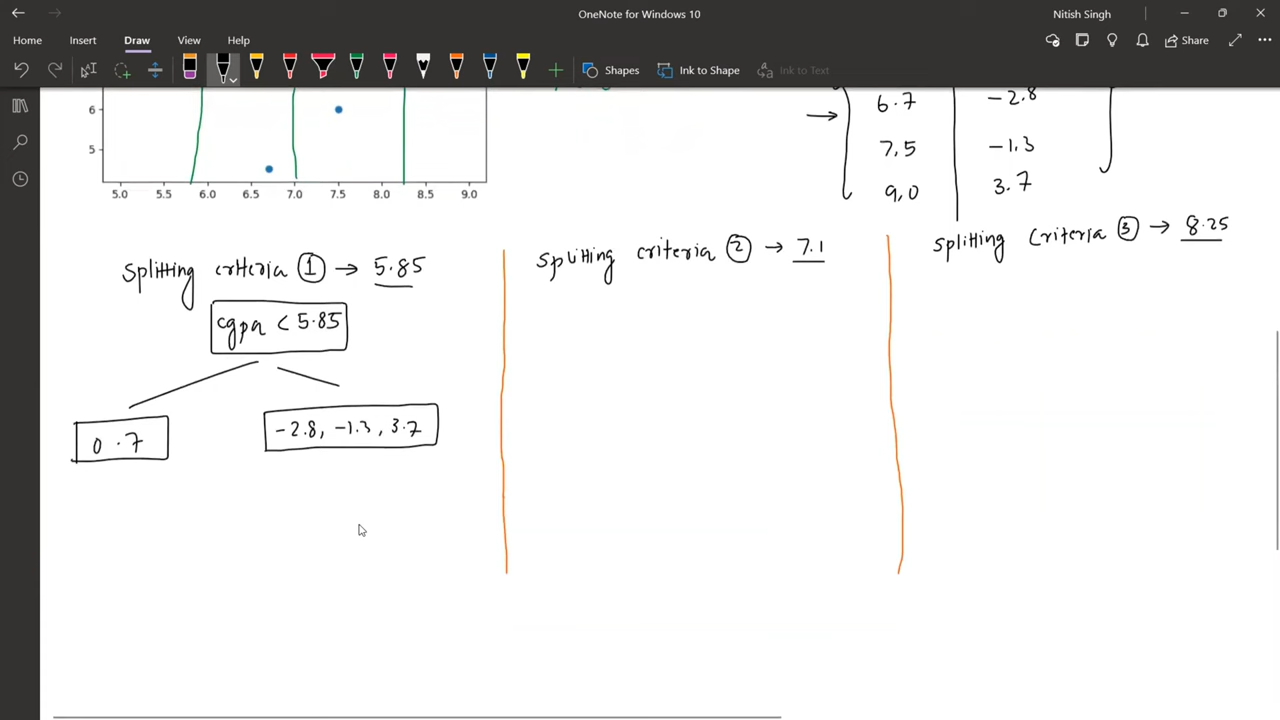 OneNote for Windows 10
Nitish Singh
Home Insert Draw View Help
Shapes Ink to Shape Ink to Text Share
6
5
5.0 5.5 6.0 6.5 7.0 7.5 8.0 8.5 9.0
6.7 -2.8
7.5 -1.3
9.0 3.7
Splitting criteria 1 → 5.85
Splitting criteria 2 → 7.1
Splitting Criteria 3 → 8.25
cgpa < 5.85
0.7
-2.8, -1.3, 3.7